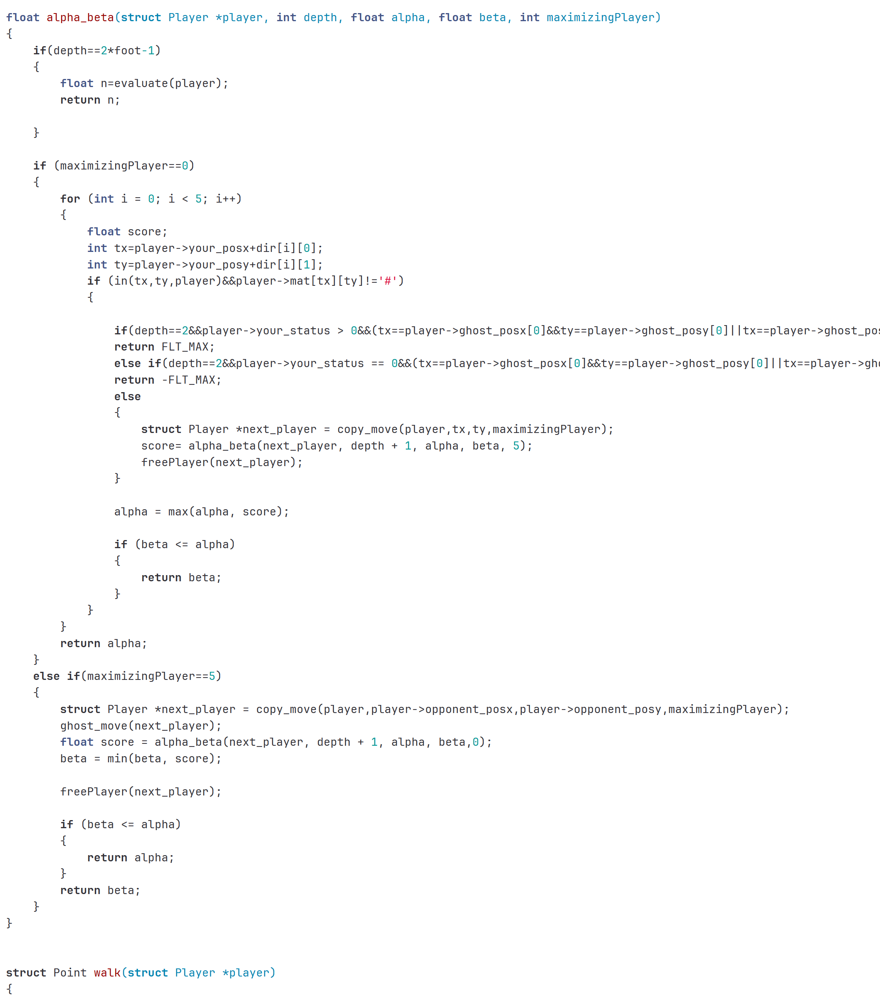 float alpha_beta(struct Player *player, int depth, float alpha, float beta, int maximizingPlayer)
{
    if(depth==2*foot-1)
    {
        float n=evaluate(player);
        return n;

    }

    if (maximizingPlayer==0)
    {
        for (int i = 0; i < 5; i++)
        {
            float score;
            int tx=player->your_posx+dir[i][0];
            int ty=player->your_posy+dir[i][1];
            if (in(tx,ty,player)&&player->mat[tx][ty]!='#')
            {

                if(depth==2&&player->your_status > 0&&(tx==player->ghost_posx[0]&&ty==player->ghost_posy[0]||tx==player->ghost_pos
                return FLT_MAX;
                else if(depth==2&&player->your_status == 0&&(tx==player->ghost_posx[0]&&ty==player->ghost_posy[0]||tx==player->gho
                return -FLT_MAX;
                else
                {
                    struct Player *next_player = copy_move(player,tx,ty,maximizingPlayer);
                    score= alpha_beta(next_player, depth + 1, alpha, beta, 5);
                    freePlayer(next_player);
                }

                alpha = max(alpha, score);

                if (beta <= alpha)
                {
                    return beta;
                }
            }
        }
        return alpha;
    }
    else if(maximizingPlayer==5)
    {
        struct Player *next_player = copy_move(player,player->opponent_posx,player->opponent_posy,maximizingPlayer);
        ghost_move(next_player);
        float score = alpha_beta(next_player, depth + 1, alpha, beta,0);
        beta = min(beta, score);

        freePlayer(next_player);

        if (beta <= alpha)
        {
            return alpha;
        }
        return beta;
    }
}


struct Point walk(struct Player *player)
{